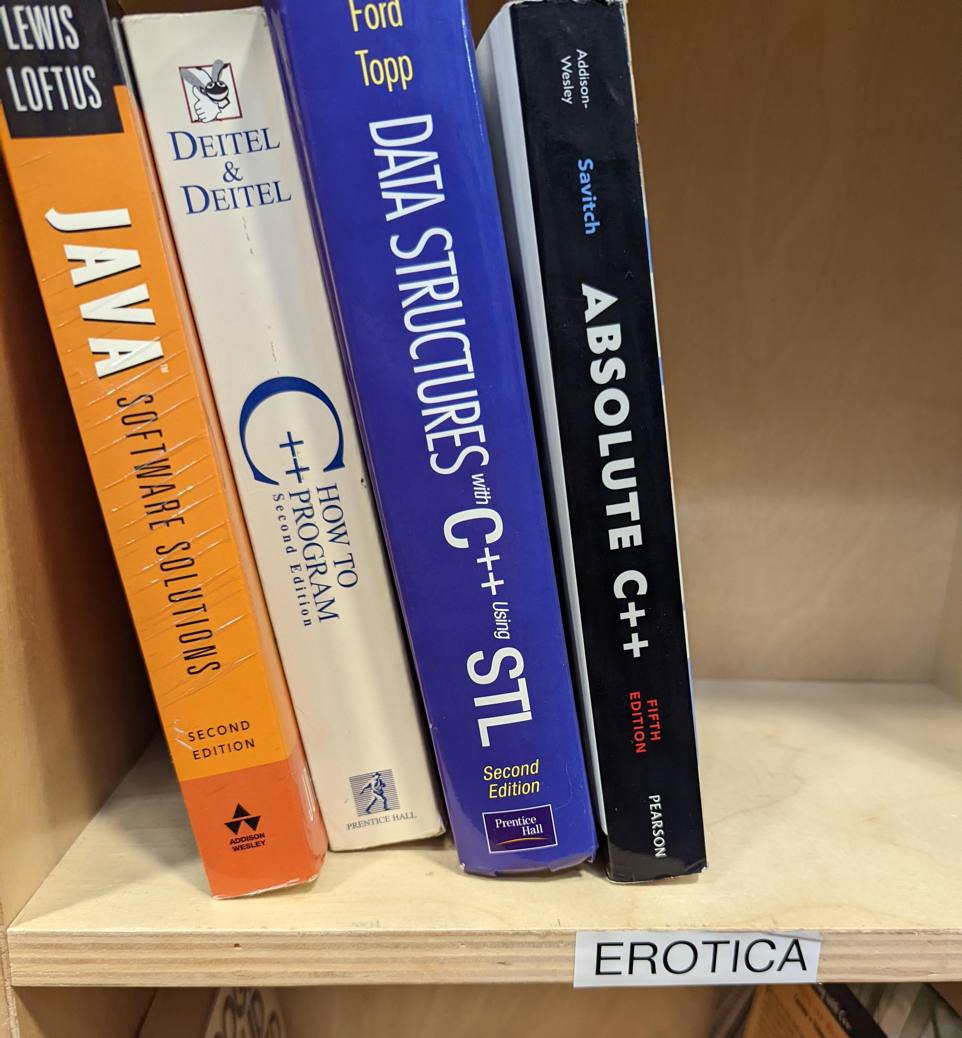 LEWIS
LOFTUS
JAVA™ SOFTWARE SOLUTIONS
SECOND
EDITION
ADDISON
WESLEY
DEITEL
&
DEITEL
C++ HOW TO
PROGRAM
Second Edition
PRENTICE HALL
Ford
Topp
DATA STRUCTURES with C++ Using STL
Second
Edition
Prentice
Hall
Addison-
Wesley
Savitch
ABSOLUTE C++
FIFTH
EDITION
PEARSON
EROTICA